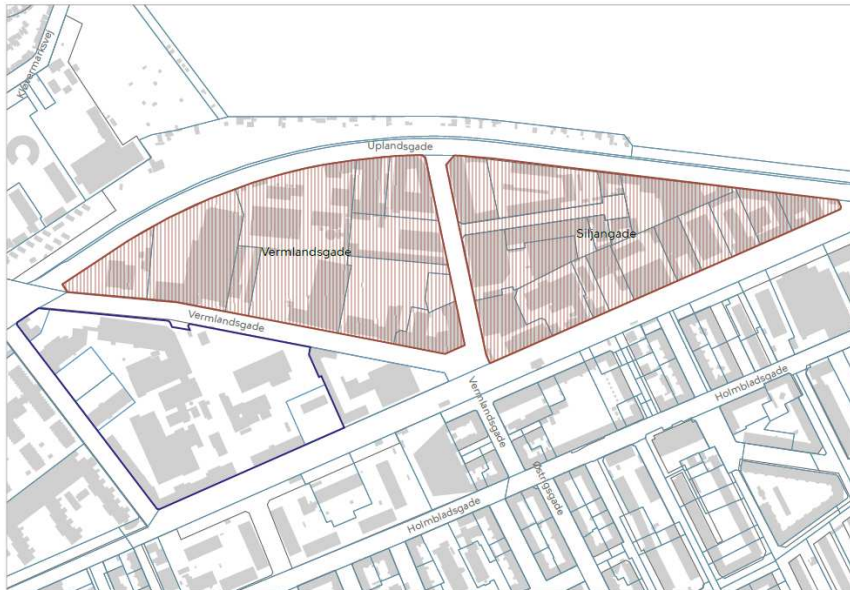 Kløvermarksvej
Uplandsgade
Vermlandsgade
Siljangade
Vermlandsgade
Vermlandsgade
Holmbladsgade
Østrigsgade
Holmbladsgade